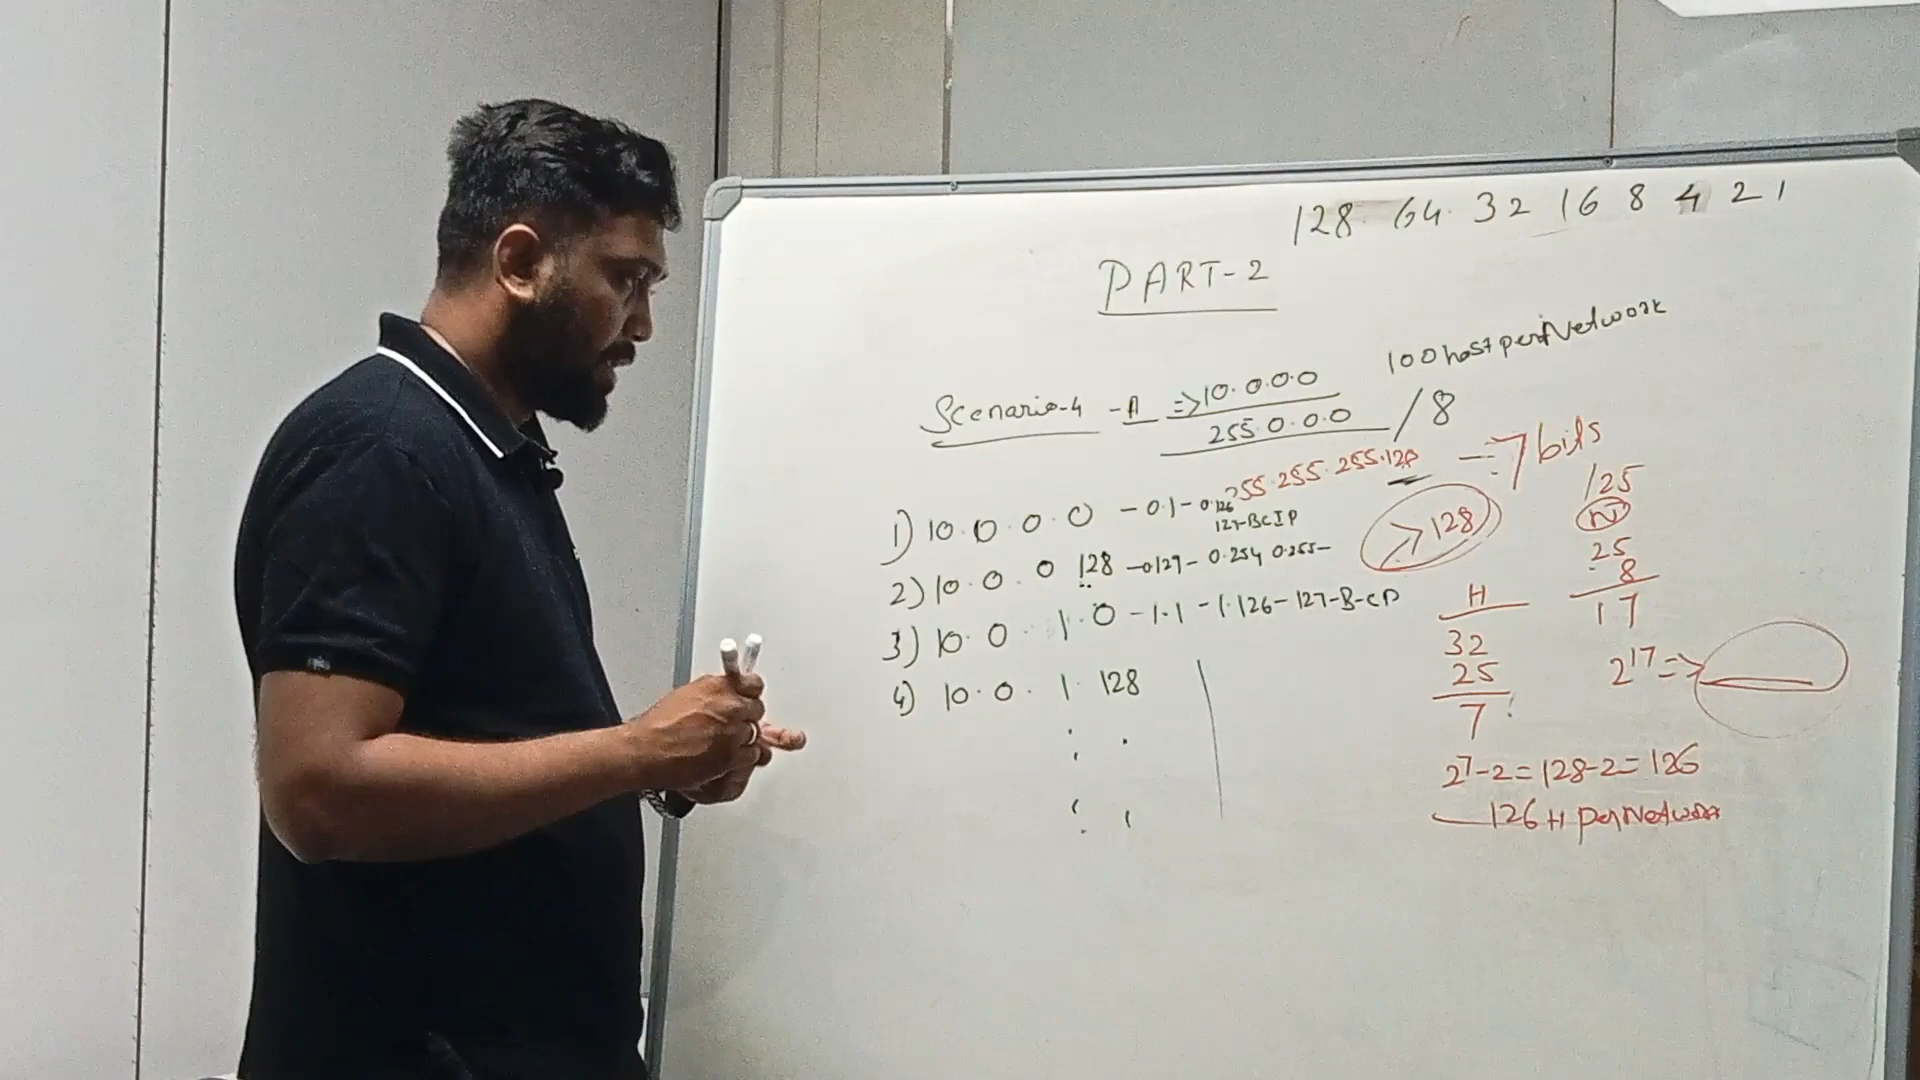 128 64 32 16 8 4 2 1
PART-2
100 host per Network
Scenario-4 -A => 10.0.0.0
255.0.0.0 /8
255.255.255.128 => 7 bits
1) 10.0.0.0 -0.1- 0.126
127-BCIP
2) 10.0.0 128 -0129- 0.254 0.255-
3) 10.0.1.0 -1.1 -1.126-127-B-CD
4) 10.0.1.128
>128
125
N
25
8
17
2^17 =>
H
32
25
7
2^7-2=128-2=126
126 H per Network